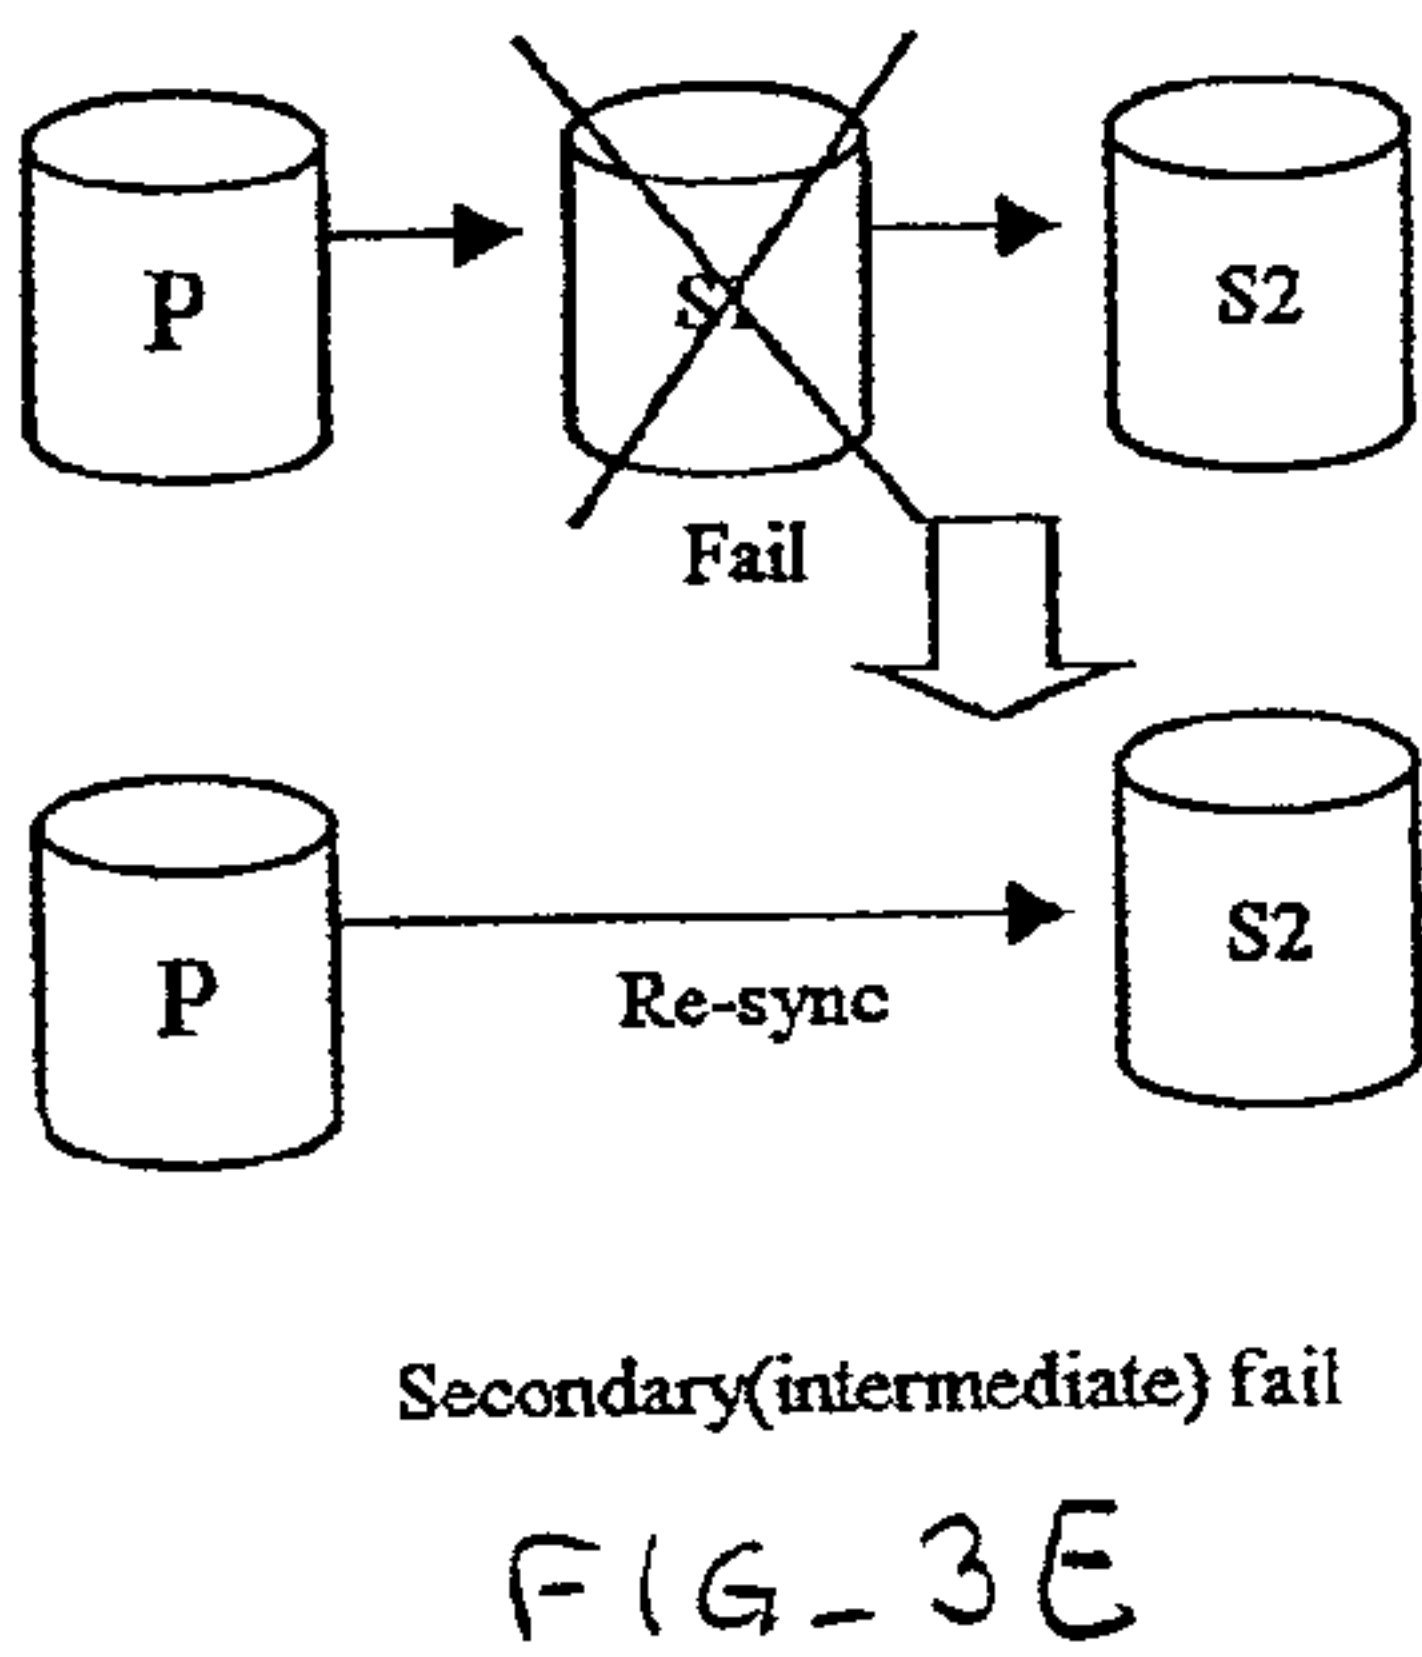 P
S1
S2
Fail
P
S2
Re-sync
Secondary(intermediate) fail
FIG_3E